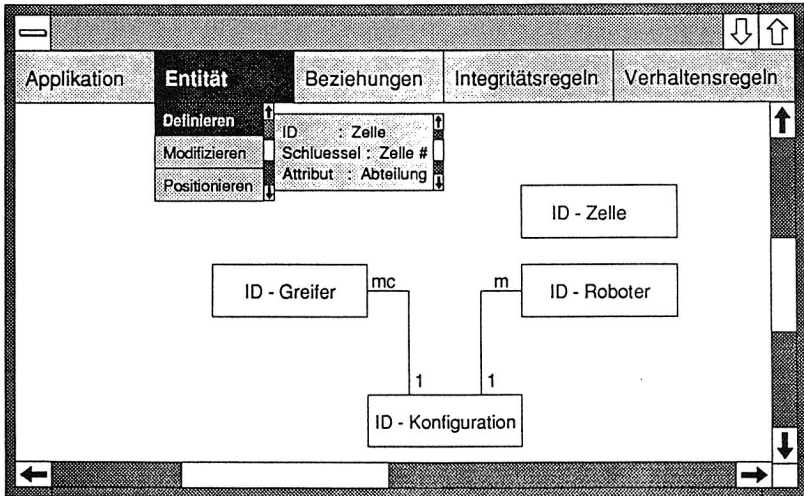 Applikation Entität Beziehungen Integritätsregeln Verhaltensregeln
Definieren
Modifizieren
Positionieren
ID : Zelle
Schluessel : Zelle #
Attribut : Abteilung
ID - Zelle
ID - Greifer mc m ID - Roboter
1 1
ID - Konfiguration